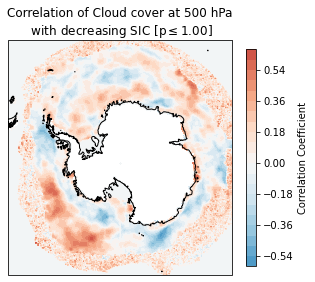 Correlation of Cloud cover at 500 hPa
with decreasing SIC [p ≤ 1.00]
0.54
0.36
0.18
0.00
−0.18
−0.36
−0.54
Correlation Coefficient